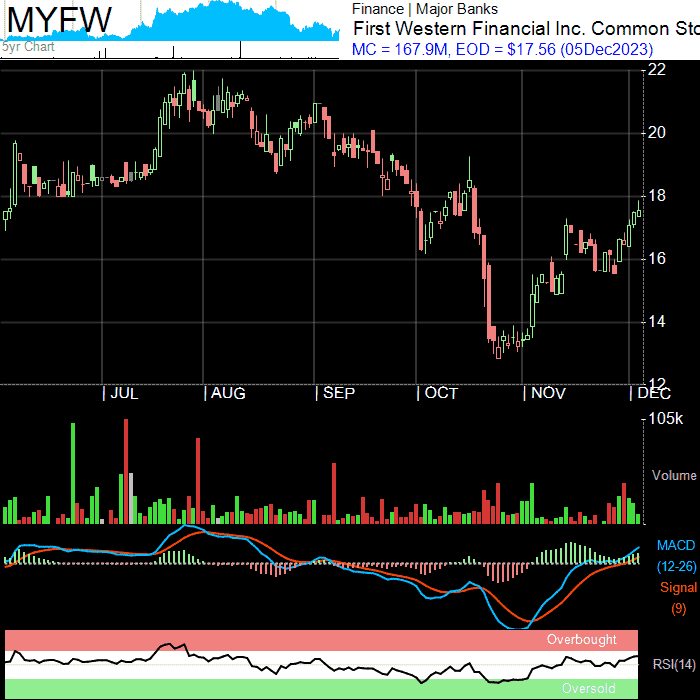 MYFW
5yr Chart
Finance | Major Banks
First Western Financial Inc. Common Sto
MC = 167.9M, EOD = $17.56 (05Dec2023)
22
20
18
16
14
12
| JUL | AUG | SEP | OCT | NOV | DEC
105k
Volume
MACD
(12-26)
Signal
(9)
Overbought
RSI(14)
Oversold